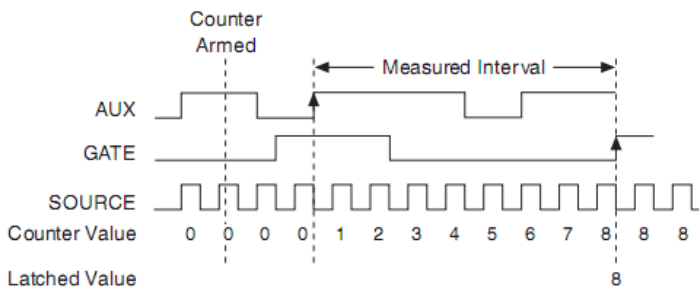 Counter
Armed
Measured Interval
AUX
GATE
SOURCE
Counter Value 0 0 0 0 1 2 3 4 5 6 7 8 8 8
Latched Value 8